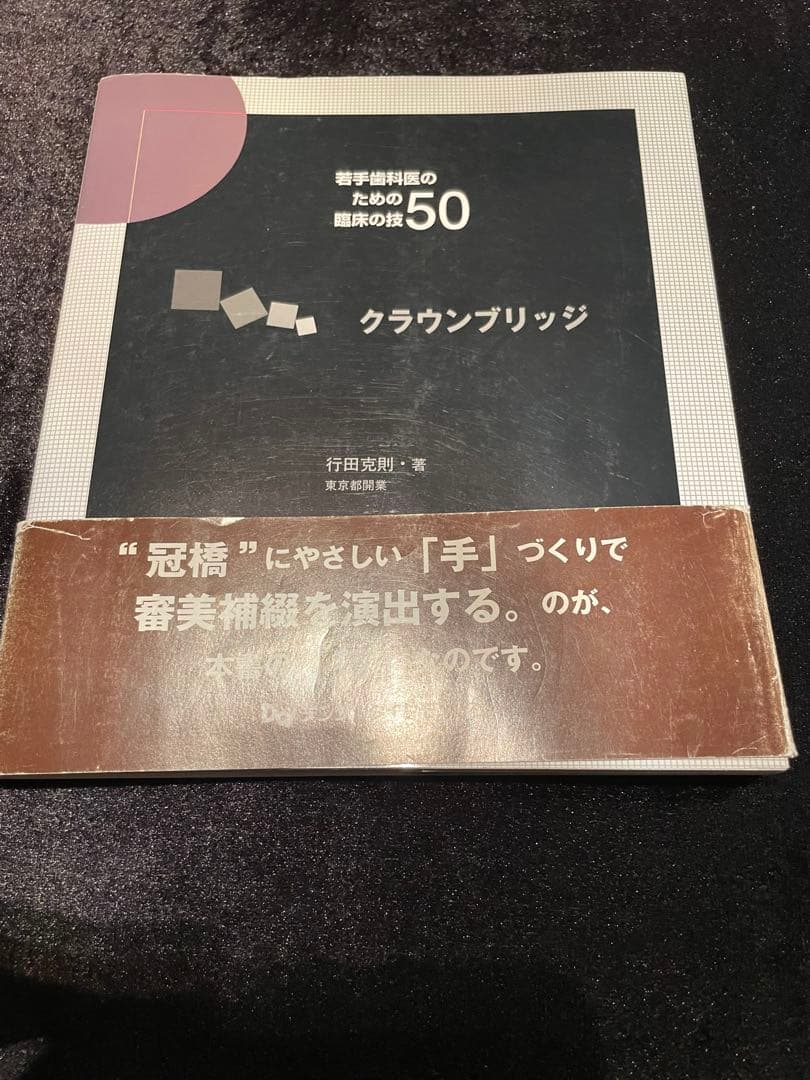 若手歯科医の
ための
臨床の技50
クラウンブリッジ
行田克則・著
東京都開業
“冠橋”にやさしい「手」づくりで
審美補綴を演出する。のが、
本書の のです。